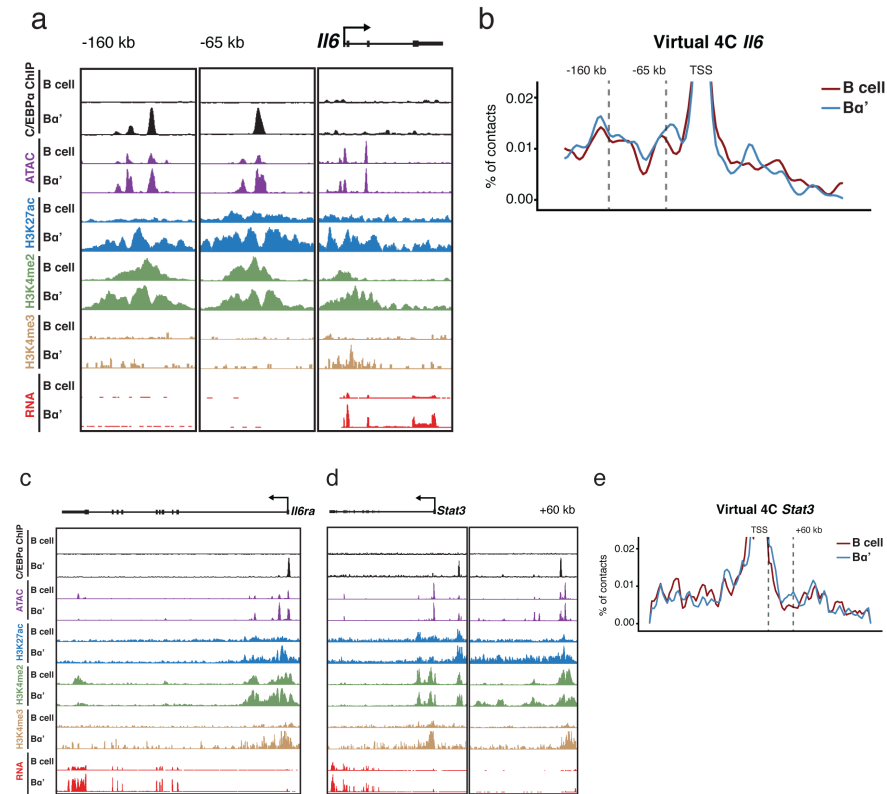 a
-160 kb
-65 kb
Il6
C/EBPα ChIP
B cell
Bα’
ATAC
B cell
Bα’
H3K27ac
B cell
Bα’
H3K4me2
B cell
Bα’
H3K4me3
B cell
Bα’
RNA
B cell
Bα’
b
Virtual 4C Il6
-160 kb
-65 kb
TSS
B cell
Bα’
% of contacts
0.02
0.01
0.00
c
Il6ra
C/EBPα ChIP
B cell
Bα’
ATAC
B cell
Bα’
H3K27ac
B cell
Bα’
H3K4me2
B cell
Bα’
H3K4me3
B cell
Bα’
RNA
B cell
Bα’
d
Stat3
+60 kb
e
Virtual 4C Stat3
TSS
+60 kb
B cell
Bα’
% of contacts
0.02
0.01
0.00